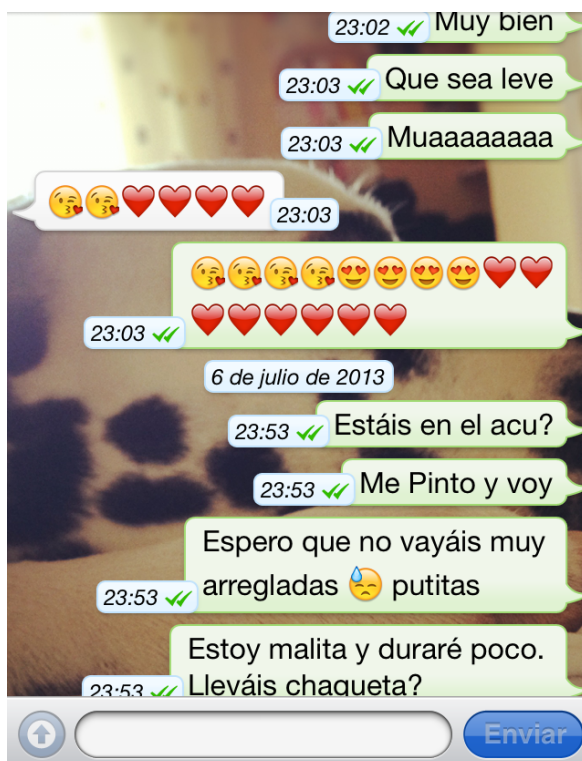 Muy bien
23:02
Que sea leve
23:03
Muaaaaaaaa
23:03
😘😘❤❤❤❤
23:03
😘😘😘😘😍😍😍😍❤❤
❤❤❤❤❤❤
23:03
6 de julio de 2013
Estáis en el acu?
23:53
Me Pinto y voy
23:53
Espero que no vayáis muy
arregladas 😓 putitas
23:53
Estoy malita y duraré poco.
Lleváis chaqueta?
23:53
Enviar